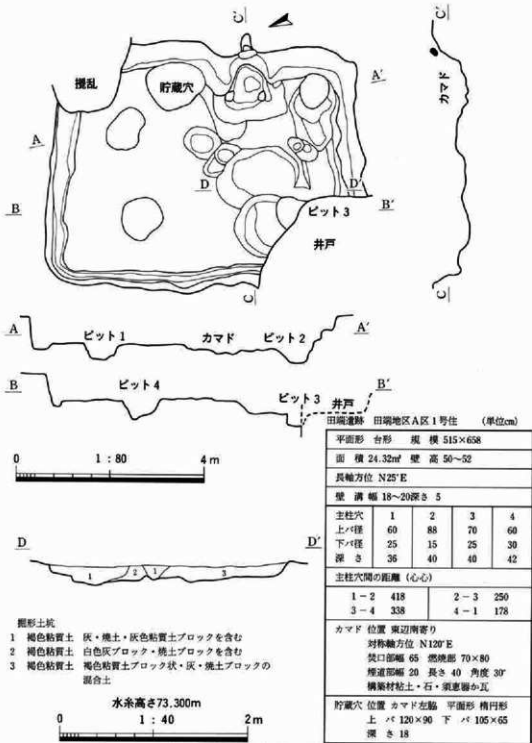 C'
C'
攪乱
貯蔵穴
A'
カマド
A
D
D'
B
ピット3
B'
井戸
C
C
A
ピット1
カマド
ピット2
A'
B
ピット4
ピット3
井戸
B'
0 1:80 4 m
D
D'
1
2
1
3
掘形土坑
1 褐色粘質土 灰・焼土・灰色粘質土ブロックを含む
2 褐色粘質土 白色灰ブロック・焼土を含む
3 褐色粘質土 褐色粘質土ブロック状・灰・焼土ブロックの
混合土
水糸高さ73.300m
0 1:40 2 m
田端遺跡 田端地区A区1号住 (単位cm)
平面形 台形 規模 515×658
面積 24.32㎡ 壁高 50〜52
長軸方位 N25°E
壁溝 幅 18〜20 深さ 5
主柱穴 1 2 3 4
上バ径 60 88 70 60
下バ径 25 15 25 30
深さ 36 40 40 42
主柱穴間の距離(心心)
1-2 418 2-3 250
3-4 338 4-1 178
カマド 位置 東辺南寄り
対称軸方位 N120°E
焚口部幅 65 燃焼部 70×80
煙道部幅 20 長さ 40 角度 30°
構築材粘土・石・須恵器か瓦
貯蔵穴 位置 カマド左脇 平面形 楕円形
上バ 120×90 下バ 105×65
深さ 18